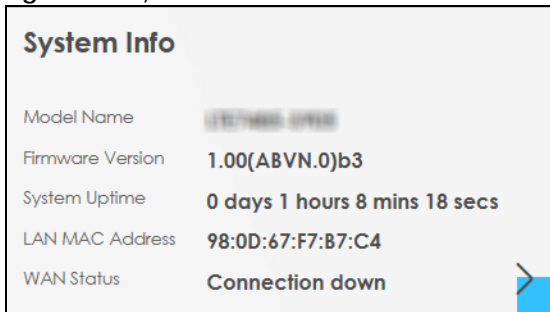 System Info
Model Name
Firmware Version 1.00(ABVN.0)b3
System Uptime 0 days 1 hours 8 mins 18 secs
LAN MAC Address 98:0D:67:F7:B7:C4
WAN Status Connection down